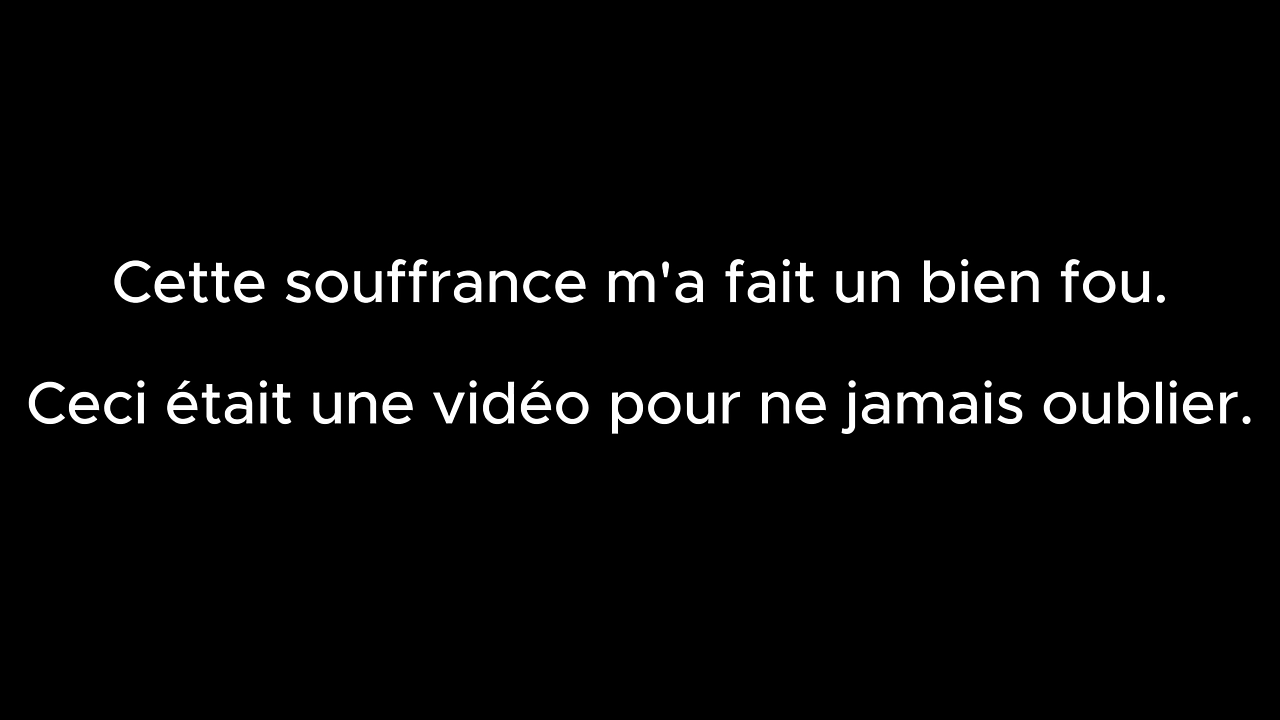 Cette souffrance m'a fait un bien fou.
Ceci était une vidéo pour ne jamais oublier.